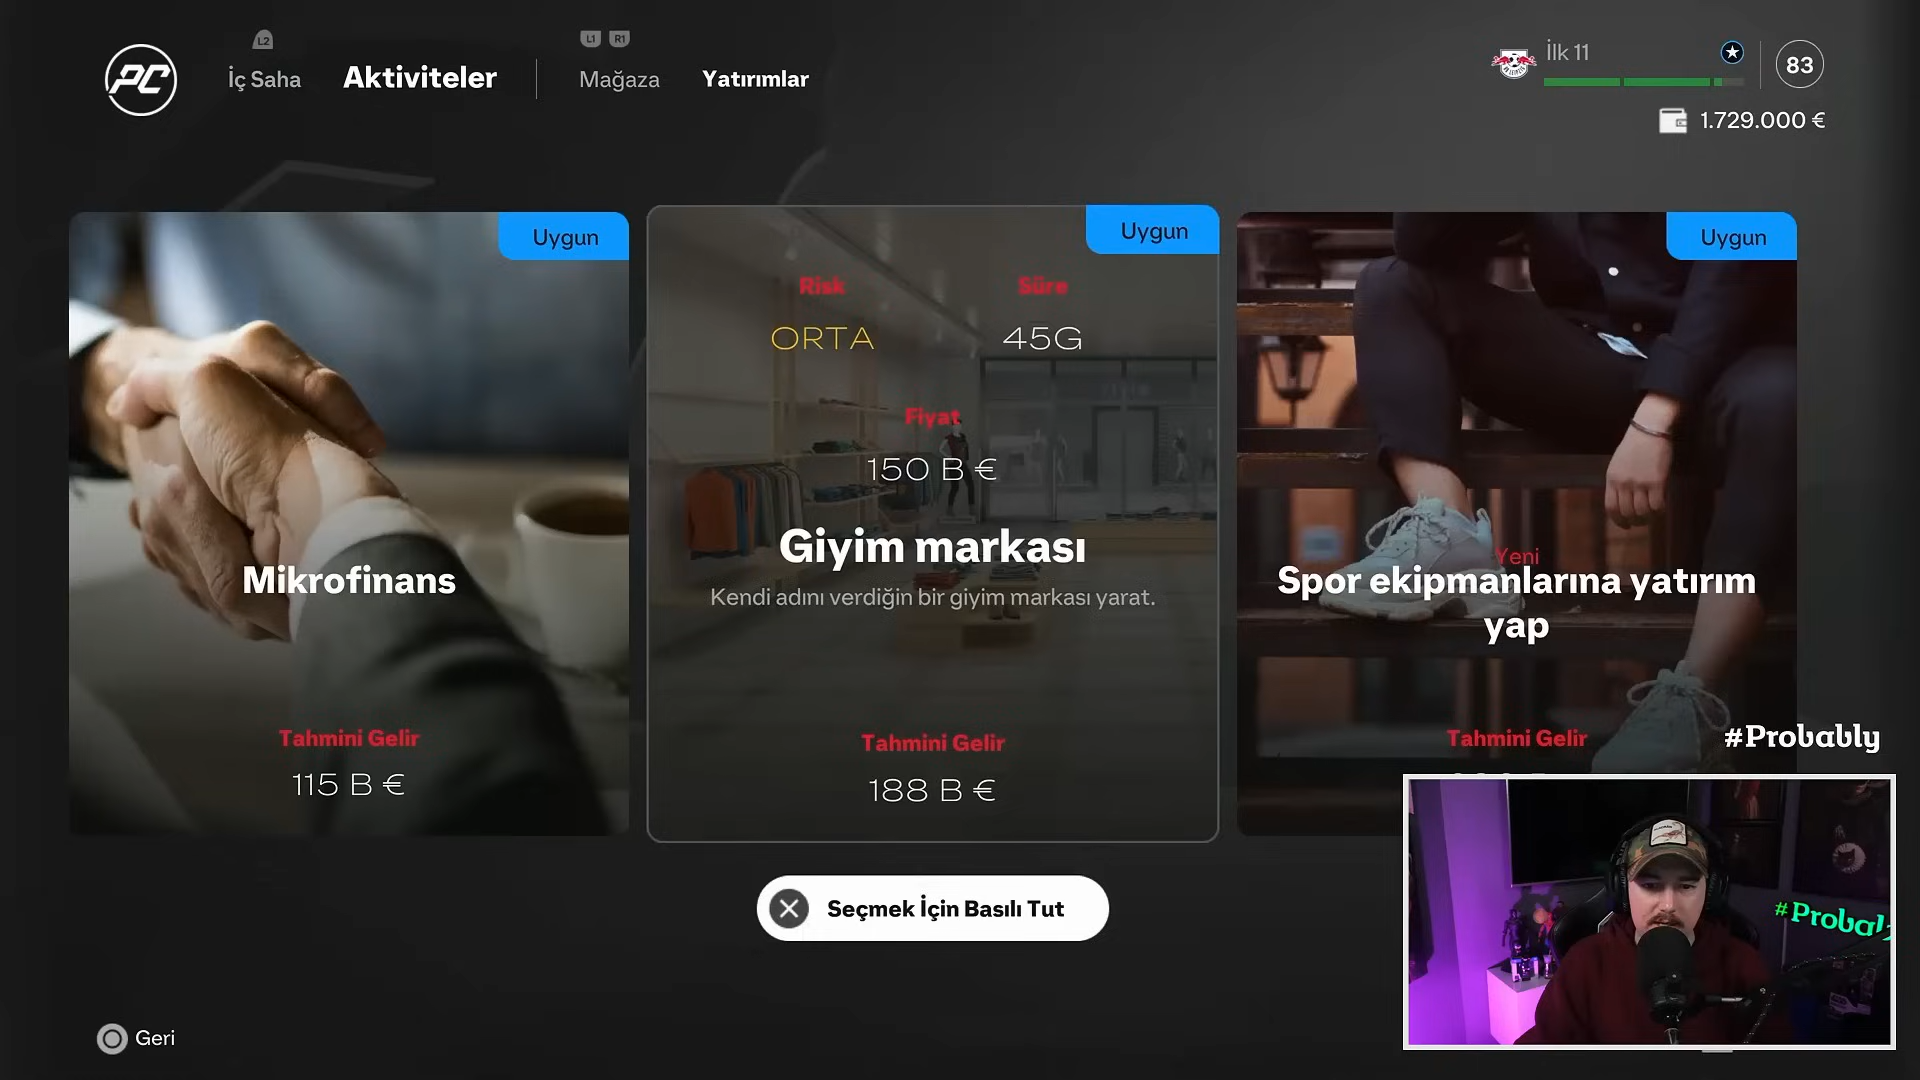 L2
L1 R1
PC
İç Saha
Aktiviteler
Mağaza
Yatırımlar
İlk 11
83
1.729.000 €
Uygun
Mikrofinans
Tahmini Gelir
115 B €
Uygun
Risk
Süre
ORTA
45G
Fiyat
150 B €
Giyim markası
Kendi adını verdiğin bir giyim markası yarat.
Tahmini Gelir
188 B €
Uygun
Yeni
Spor ekipmanlarına yatırım
yap
Tahmini Gelir
#Probably
Seçmek İçin Basılı Tut
Geri